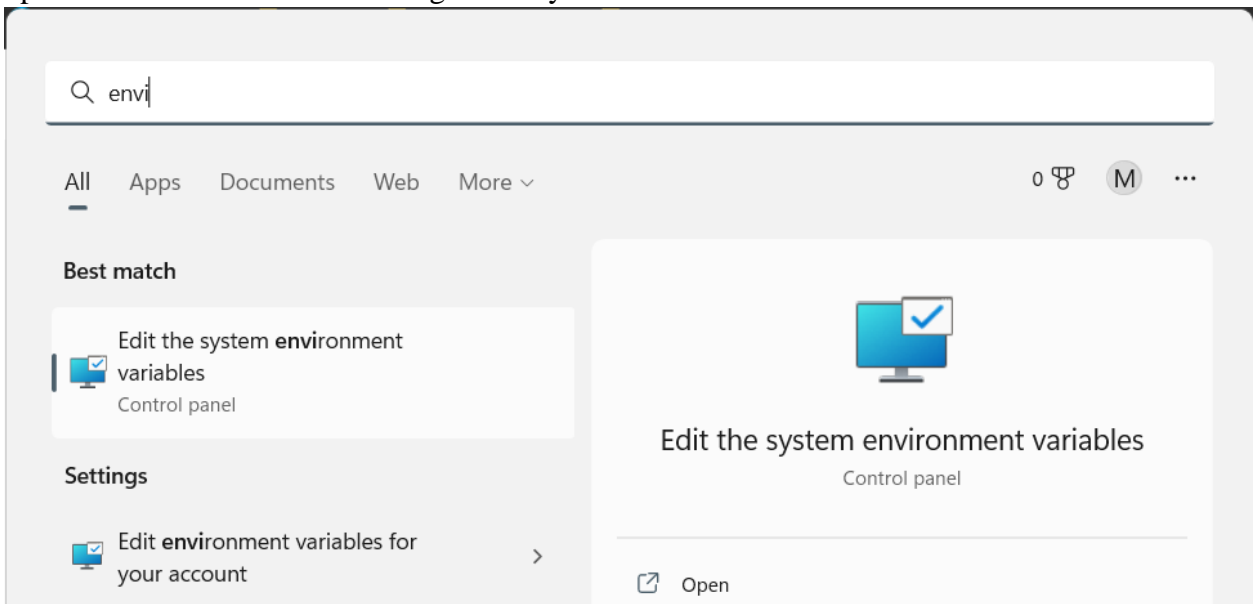 envi
All Apps Documents Web More
0 M ...
Best match
Edit the system environment
variables
Control panel
Settings
Edit environment variables for
your account
Edit the system environment variables
Control panel
Open